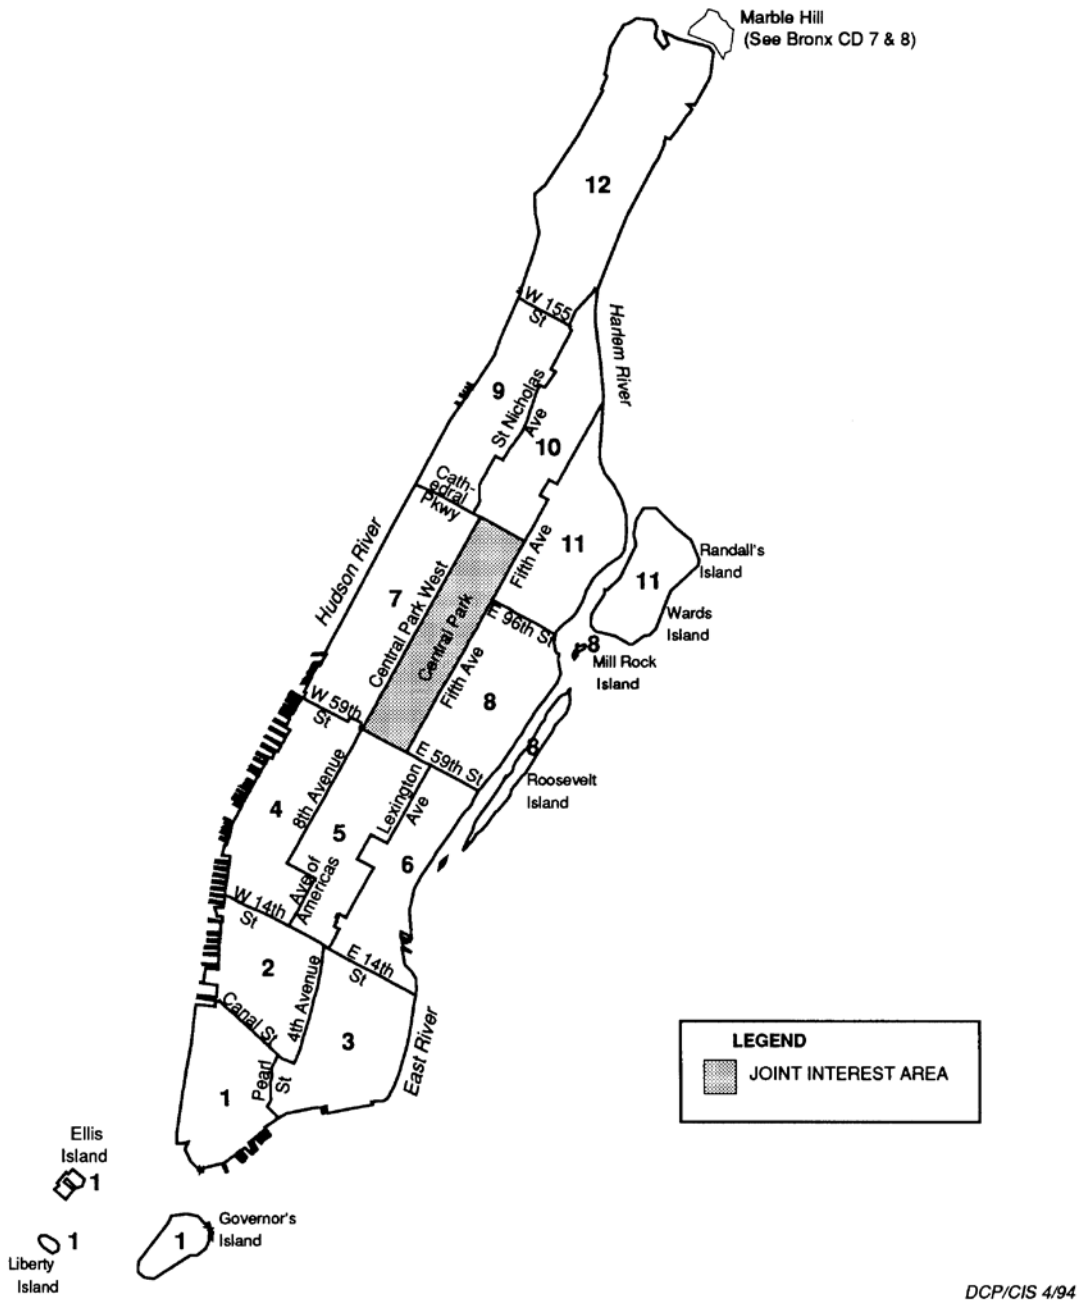 Marble Hill
(See Bronx CD 7 & 8)
12
W 155
St
Harlem River
9
St Nicholas
Ave
10
Cath-
edral
Pkwy
Hudson River
Fifth Ave
11
11
Randall's
Island
Wards
Island
7
Central Park West
Central Park
E 96th St
8
Mill Rock
Island
Fifth Ave
8
W 59th
St
E 59th St
8
Roosevelt
Island
8th Avenue
Lexington
Ave
4
5
6
Ave of
Americas
W 14th
St
E 14th
St
2
4th Avenue
Canal St
3
East River
Pearl
St
1
LEGEND
JOINT INTEREST AREA
Ellis
Island
1
Governor's
Island
1
1
Liberty
Island
DCP/CIS 4/94